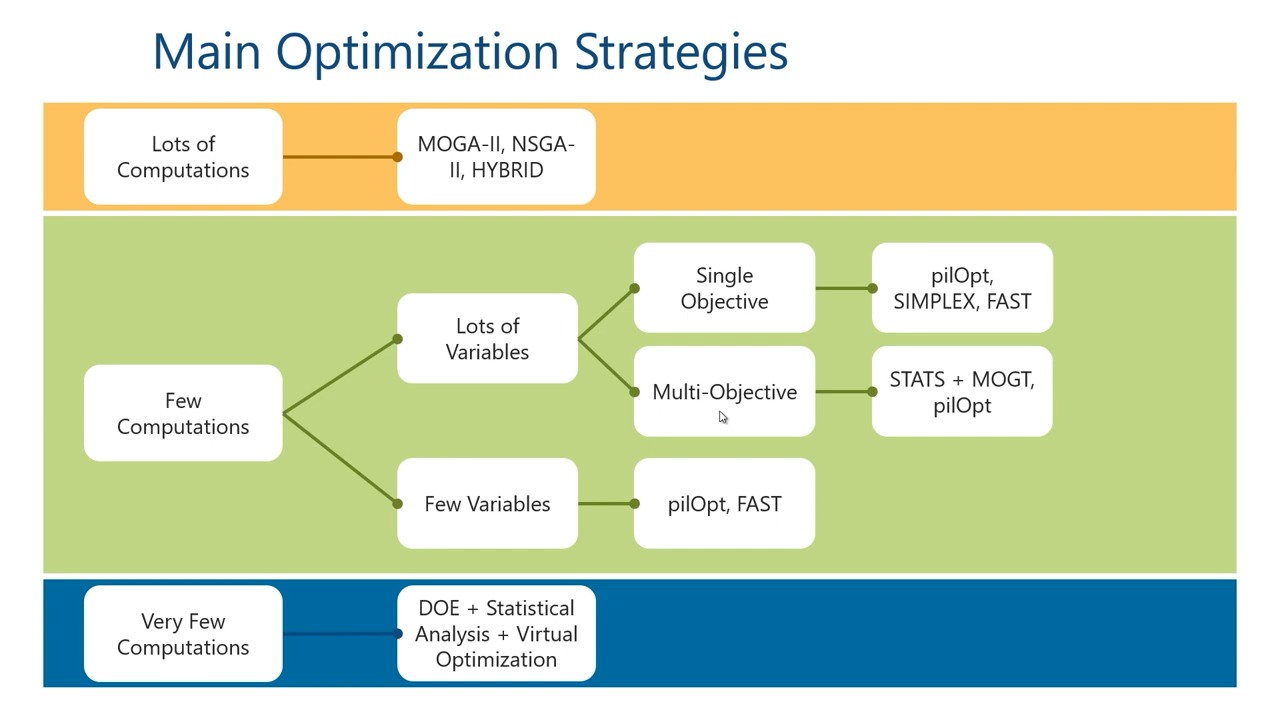 Main Optimization Strategies
Lots of
Computations
MOGA-II, NSGA-
II, HYBRID
Few
Computations
Lots of
Variables
Single
Objective
pilOpt,
SIMPLEX, FAST
Multi-Objective
STATS + MOGT,
pilOpt
Few Variables
pilOpt, FAST
Very Few
Computations
DOE + Statistical
Analysis + Virtual
Optimization